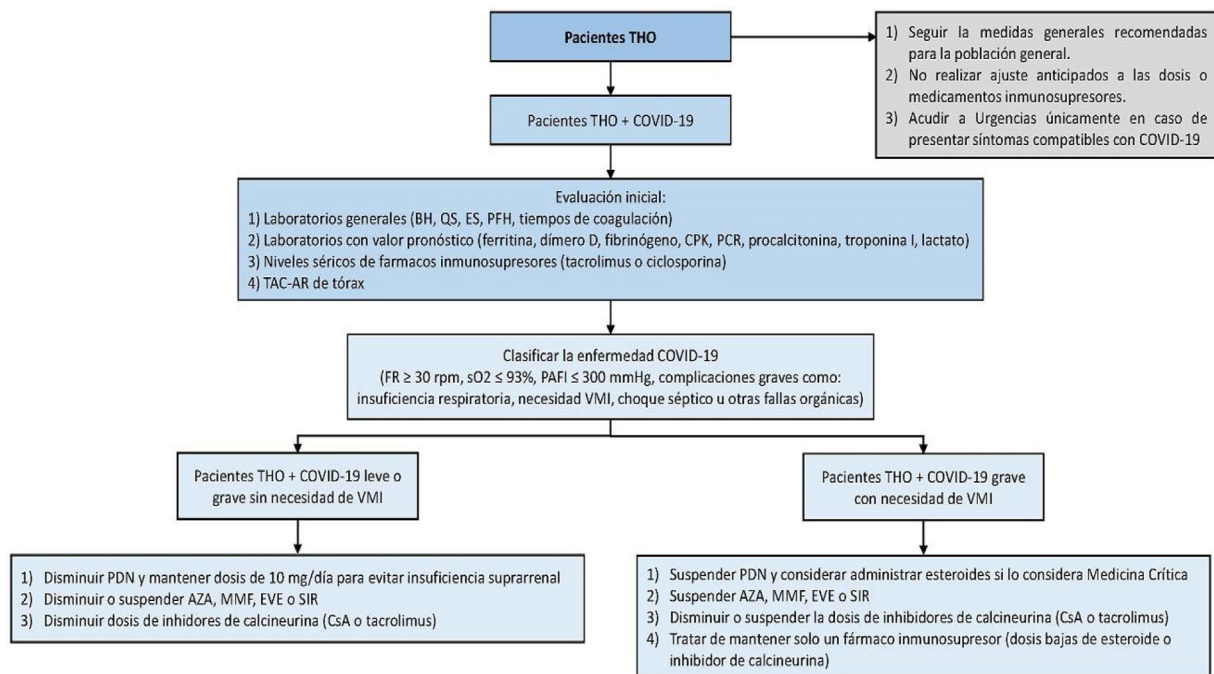 Pacientes THO
1) Seguir la medidas generales recomendadas
para la población general.
2) No realizar ajuste anticipados a las dosis o
medicamentos inmunosupresores.
3) Acudir a Urgencias únicamente en caso de
presentar síntomas compatibles con COVID-19
Pacientes THO + COVID-19
Evaluación inicial:
1) Laboratorios generales (BH, QS, ES, PFH, tiempos de coagulación)
2) Laboratorios con valor pronóstico (ferritina, dímero D, fibrinógeno, CPK, PCR, procalcitonina, troponina I, lactato)
3) Niveles séricos de farmacos inmunosupresores (tacrolimus o ciclosporina)
4) TAC-AR de tórax
Clasificar la enfermedad COVID-19
(FR ≥ 30 rpm, sO2 ≤ 93%, PAFI ≤ 300 mmHg, complicaciones graves como:
insuficiencia respiratoria, necesidad VMI, choque séptico u otras fallas orgánicas)
Pacientes THO + COVID-19 leve o
grave sin necesidad de VMI
Pacientes THO + COVID-19 grave
con necesidad de VMI
1) Disminuir PDN y mantener dosis de 10 mg/día para evitar insuficiencia suprarrenal
2) Disminuir o suspender AZA, MMF, EVE o SIR
3) Disminuir dosis de inhibidores de calcineurina (CsA o tacrolimus)
1) Suspender PDN y considerar administrar esteroides si lo considera Medicina Crítica
2) Suspender AZA, MMF, EVE o SIR
3) Disminuir o suspender la dosis de inhibidores de calcineurina (CsA o tacrolimus)
4) Tratar de mantener solo un fármaco inmunosupresor (dosis bajas de esteroide o
inhibidor de calcineurina)